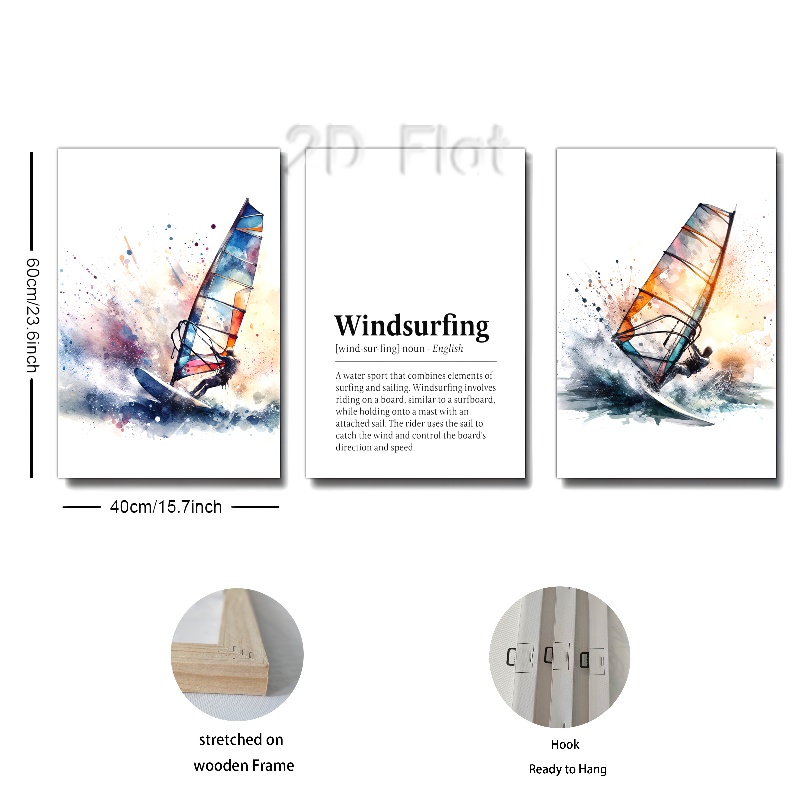 2D Flat
60cm/23.6inch
Windsurfing
[wind·sur·fing] noun · English
A water sport that combines elements of
surfing and sailing. Windsurfing involves
riding on a board, similar to a surfboard,
while holding onto a mast with an
attached sail. The rider uses the sail to
catch the wind and control the board's
direction and speed.
40cm/15.7inch
stretched on
wooden Frame
Hook
Ready to Hang